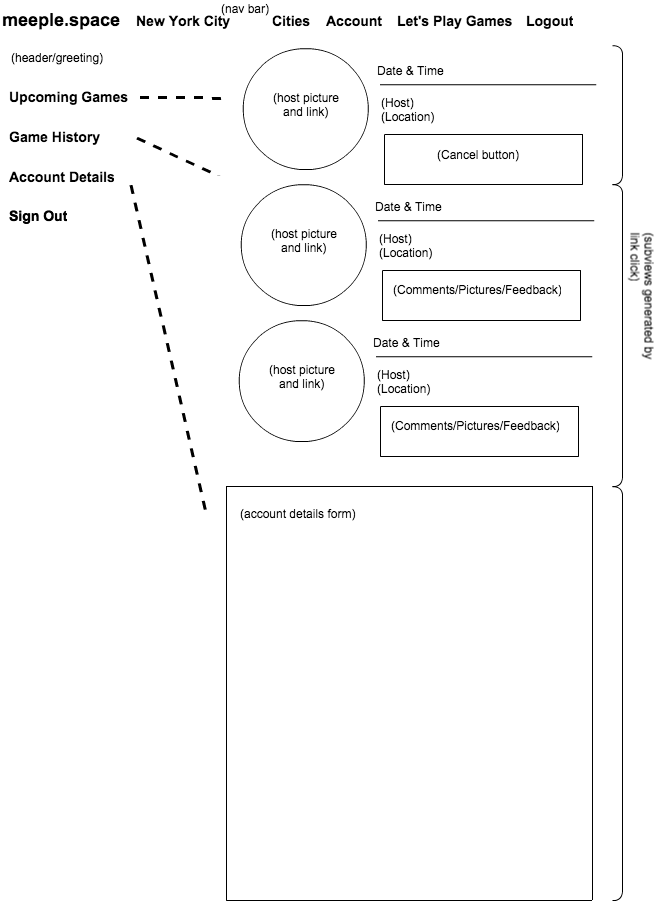 (nav bar)
meeple.space New York City Cities Account Let's Play Games Logout
(header/greeting)
Upcoming Games
Game History
Account Details
Sign Out
(host picture
and link)
Date & Time
(Host)
(Location)
(Cancel button)
(host picture
and link)
Date & Time
(Host)
(Location)
(Comments/Pictures/Feedback)
(host picture
and link)
Date & Time
(Host)
(Location)
(Comments/Pictures/Feedback)
(account details form)
(subviews generated by
link click)